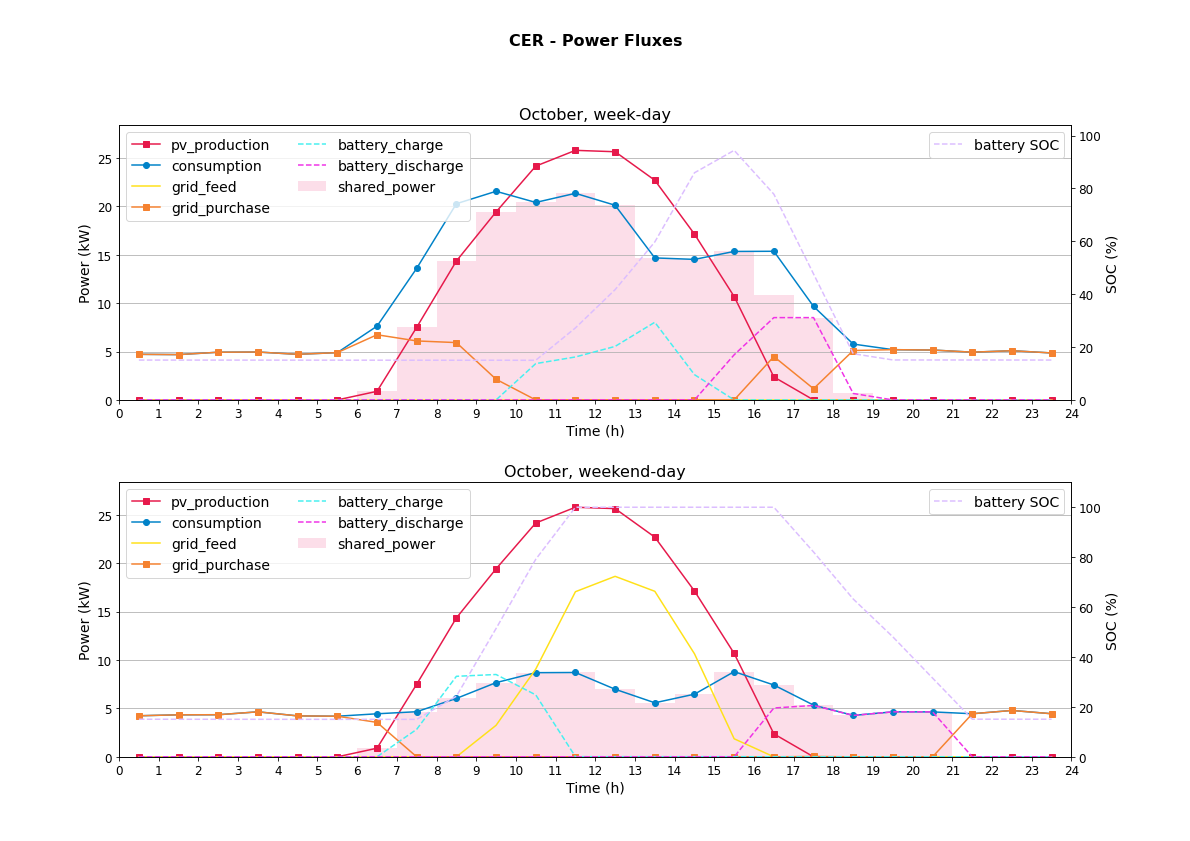 CER - Power Fluxes
October, week-day
pv_production
consumption
grid_feed
grid_purchase
battery_charge
battery_discharge
shared_power
battery SOC
Power (kW)
0
5
10
15
20
25
SOC (%)
0
20
40
60
80
100
0 1 2 3 4 5 6 7 8 9 10 11 12 13 14 15 16 17 18 19 20 21 22 23 24
Time (h)
October, weekend-day
pv_production
consumption
grid_feed
grid_purchase
battery_charge
battery_discharge
shared_power
battery SOC
Power (kW)
0
5
10
15
20
25
SOC (%)
0
20
40
60
80
100
0 1 2 3 4 5 6 7 8 9 10 11 12 13 14 15 16 17 18 19 20 21 22 23 24
Time (h)